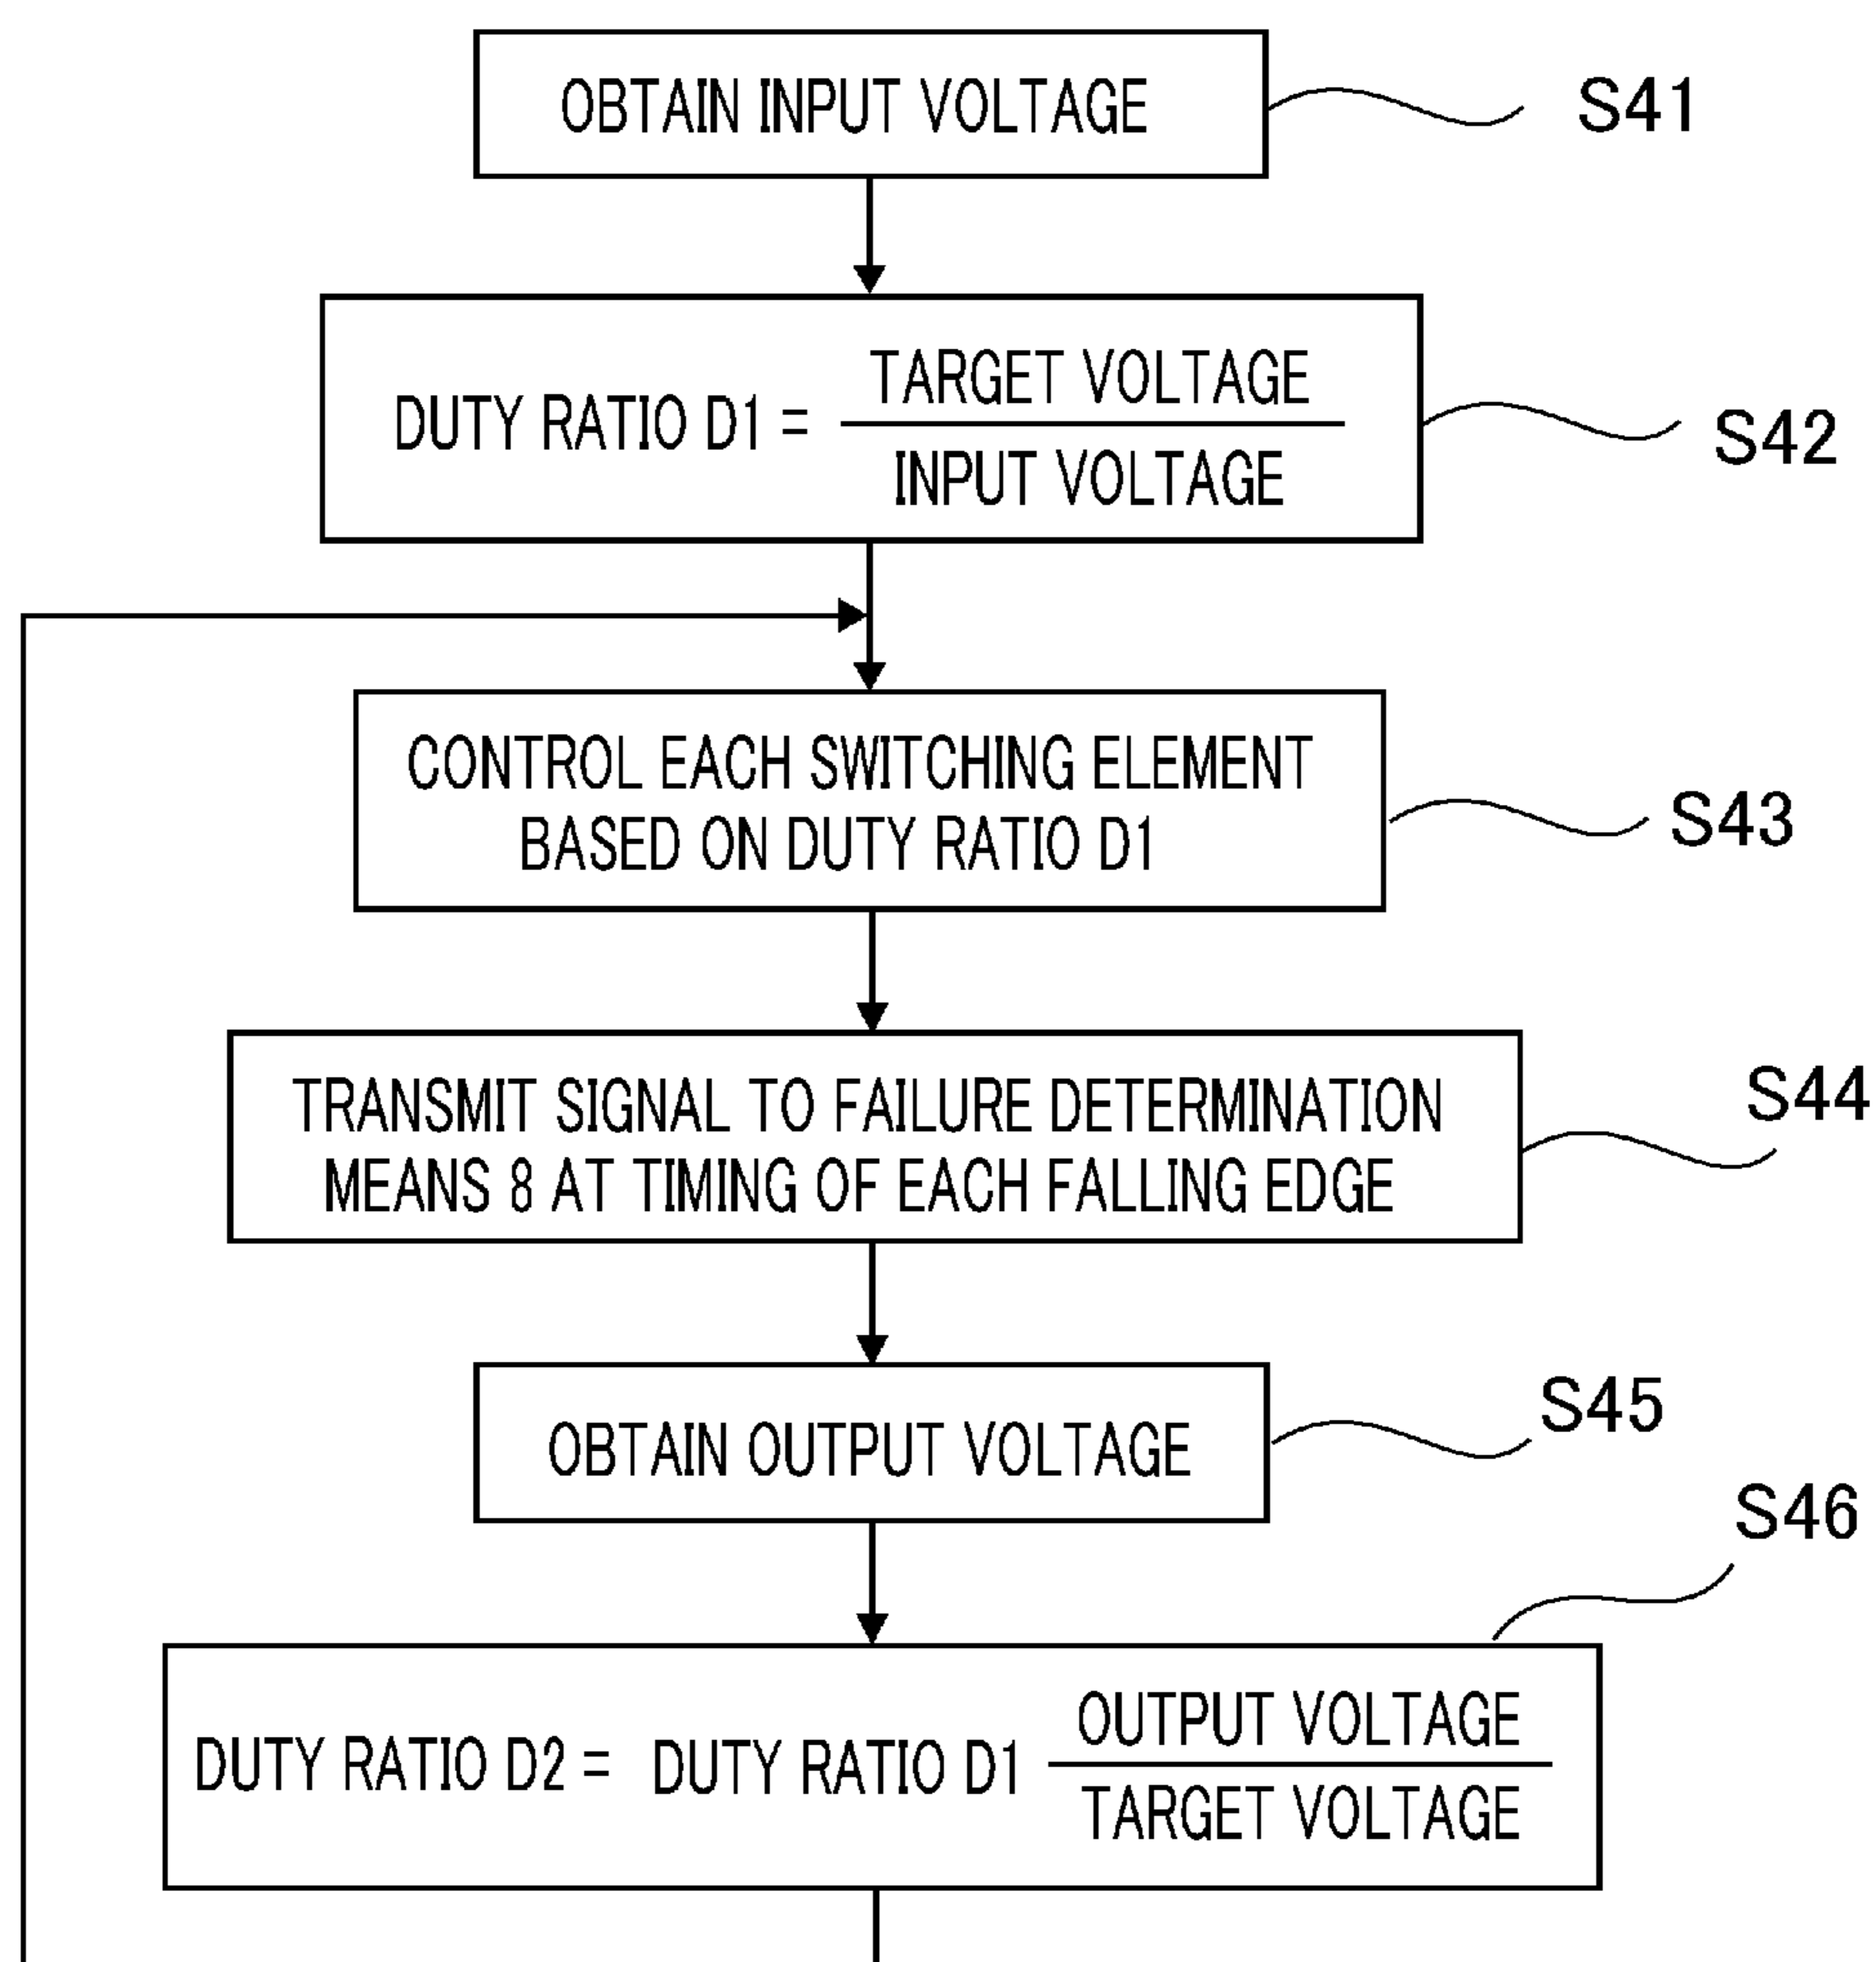 OBTAIN INPUT VOLTAGE
S41
DUTY RATIO D1 =
TARGET VOLTAGE
INPUT VOLTAGE
S42
CONTROL EACH SWITCHING ELEMENT
BASED ON DUTY RATIO D1
S43
TRANSMIT SIGNAL TO FAILURE DETERMINATION
MEANS 8 AT TIMING OF EACH FALLING EDGE
S44
OBTAIN OUTPUT VOLTAGE
S45
S46
DUTY RATIO D2 = DUTY RATIO D1
OUTPUT VOLTAGE
TARGET VOLTAGE